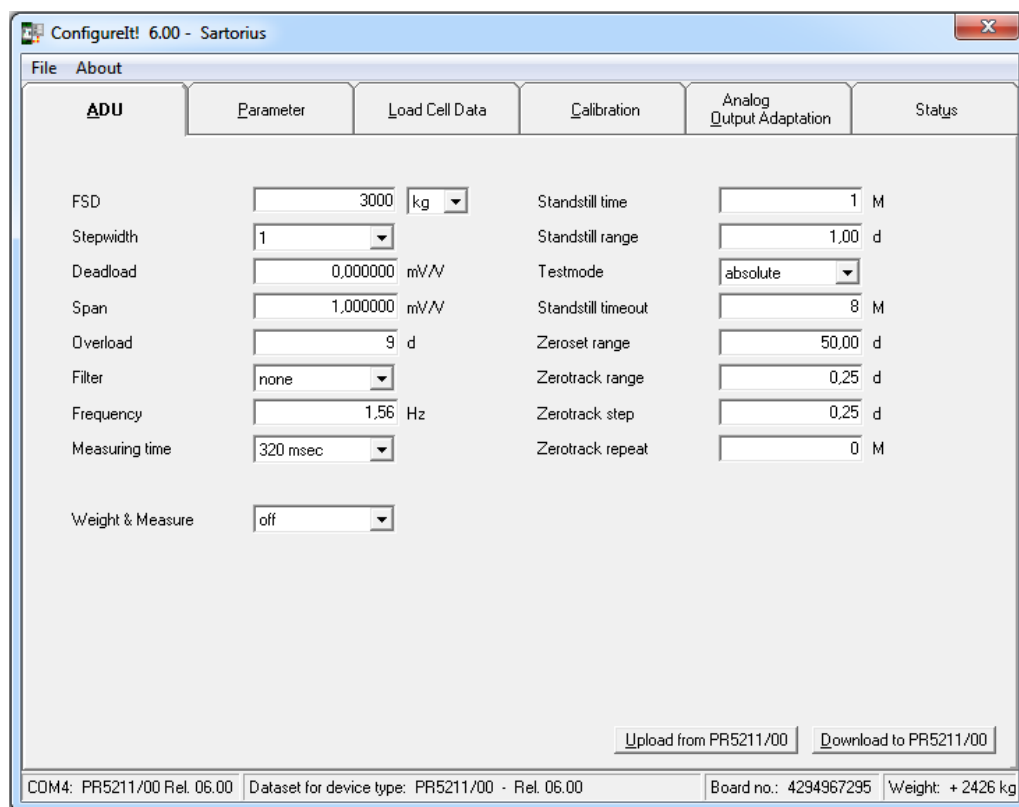 ConfigureIt! 6.00 - Sartorius
File About
ADU Parameter Load Cell Data Calibration Analog Output Adaptation Status
FSD 3000 kg Standstill time 1 M
Stepwidth 1 Standstill range 1,00 d
Deadload 0,000000 mV/V Testmode absolute
Span 1,000000 mV/V Standstill timeout 8 M
Overload 9 d Zeroset range 50,00 d
Filter none Zerotrack range 0,25 d
Frequency 1,56 Hz Zerotrack step 0,25 d
Measuring time 320 msec Zerotrack repeat 0 M
Weight & Measure off
Upload from PR5211/00 Download to PR5211/00
COM4: PR5211/00 Rel. 06.00 Dataset for device type: PR5211/00 - Rel. 06.00 Board no.: 4294967295 Weight: + 2426 kg